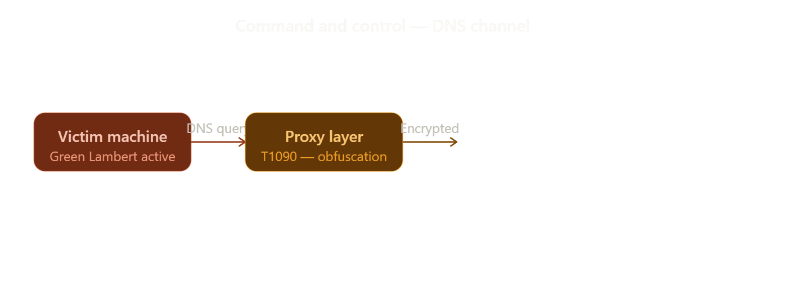 Command and control — DNS channel
DNS quer
Encrypted
Victim machine
Proxy layer
Green Lambert active
T1090 — obfuscation